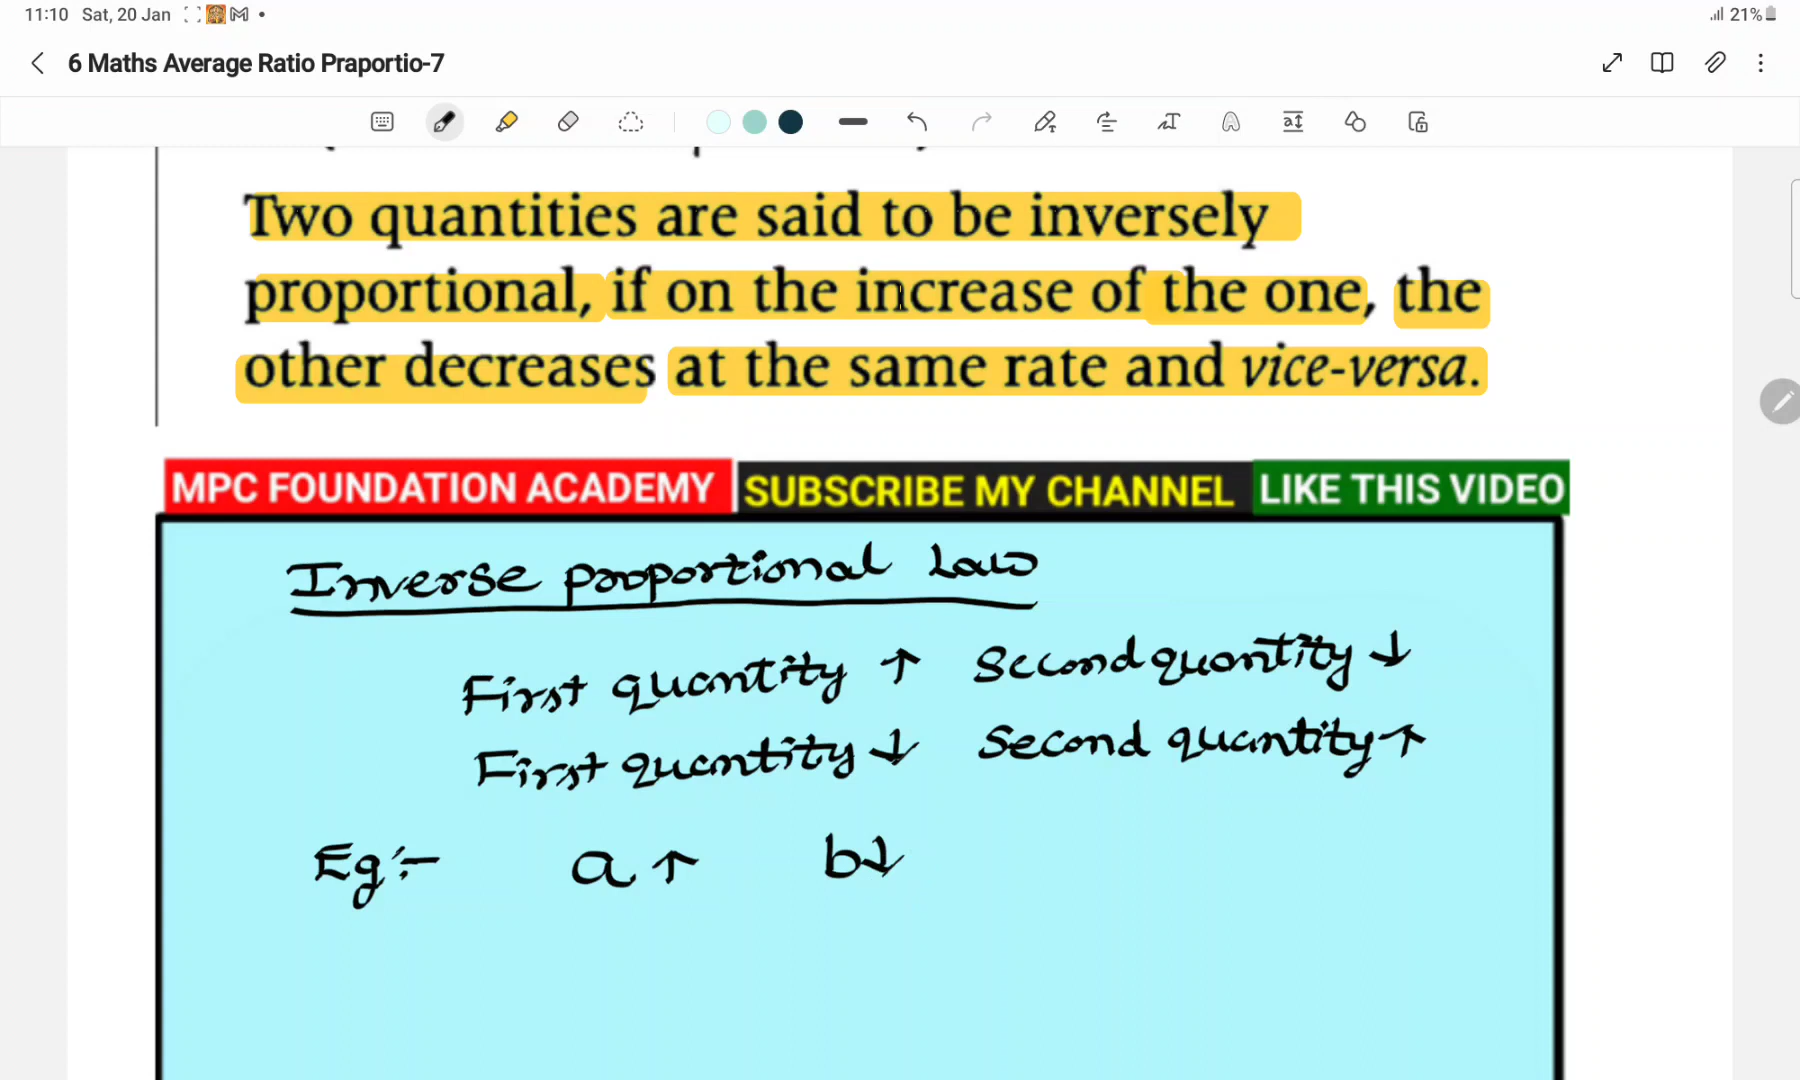 11:10 Sat, 20 Jan
21%
6 Maths Average Ratio Praportio-7
Two quantities are said to be inversely
proportional, if on the increase of the one, the
other decreases at the same rate and vice-versa.
MPC FOUNDATION ACADEMY SUBSCRIBE MY CHANNEL LIKE THIS VIDEO
Inverse proportional Law
First quantity ↑ Second quantity ↓
First quantity ↓ Second quantity ↑
Eg:- a ↑ b↓